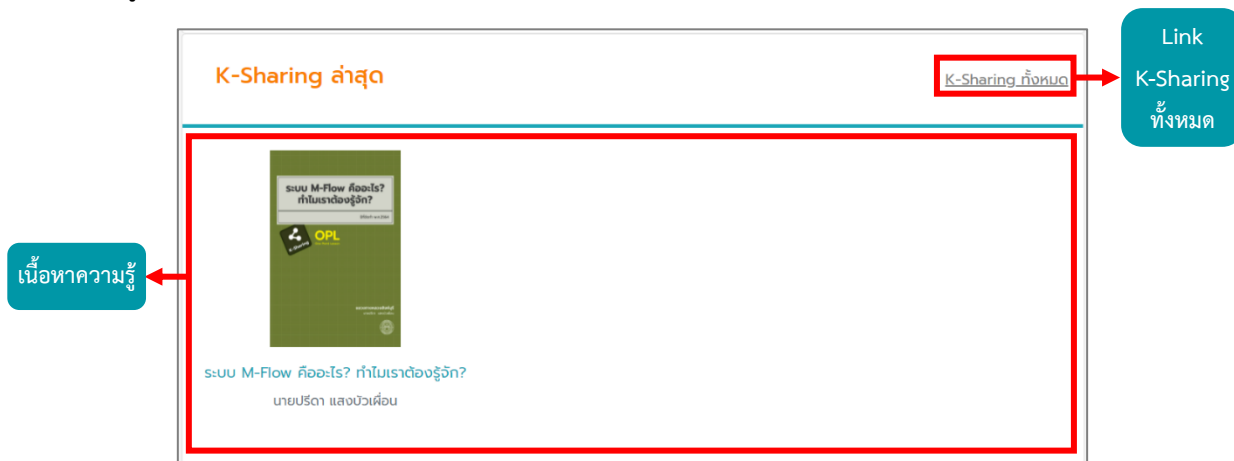 Link
K-Sharing
ทั้งหมด
K-Sharing ล่าสุด
K-Sharing ทั้งหมด
ระบบ M-Flow คืออะไร?
ทำไมเราต้องรู้จัก?
K-Sharing
OPL
เนื้อหาความรู้
ระบบ M-Flow คืออะไร? ทำไมเราต้องรู้จัก?
นายปรีดา แสงบัวเผื่อน